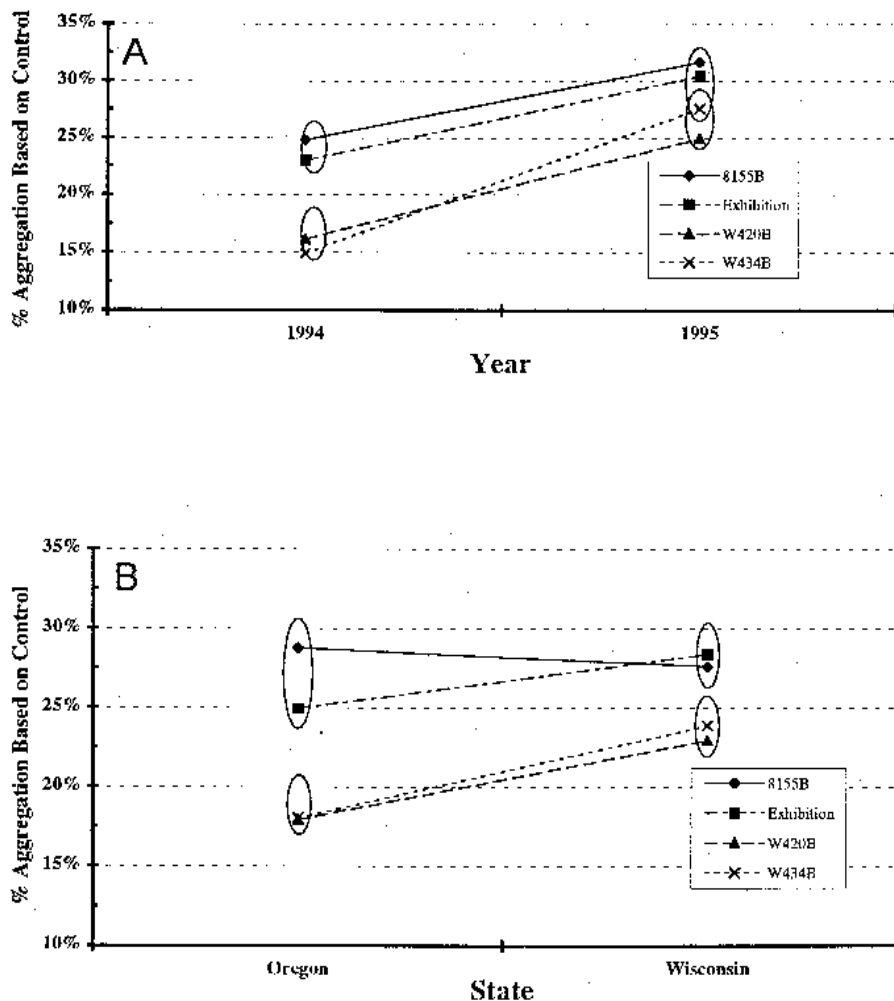 A
% Aggregation Based on Control
35%
30%
25%
20%
15%
10%
8155B
Exhibition
W420B
W434B
1994
1995
Year
B
% Aggregation Based on Control
35%
30%
25%
20%
15%
10%
8155B
Exhibition
W420B
W434B
Oregon
Wisconsin
State